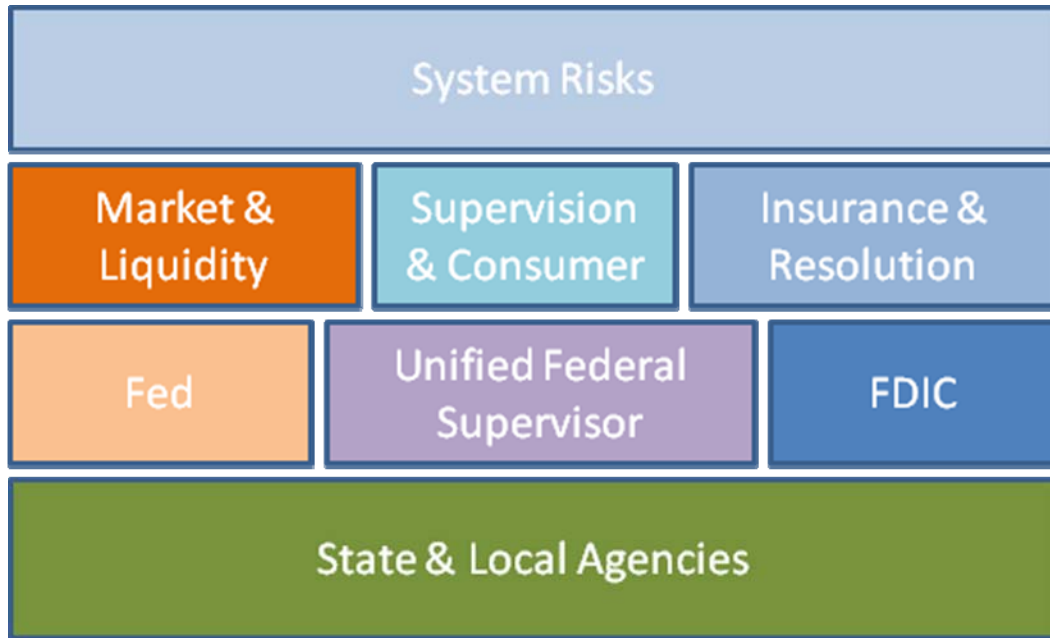 System Risks
Market &
Liquidity
Supervision
& Consumer
Insurance &
Resolution
Fed
Unified Federal
Supervisor
FDIC
State & Local Agencies